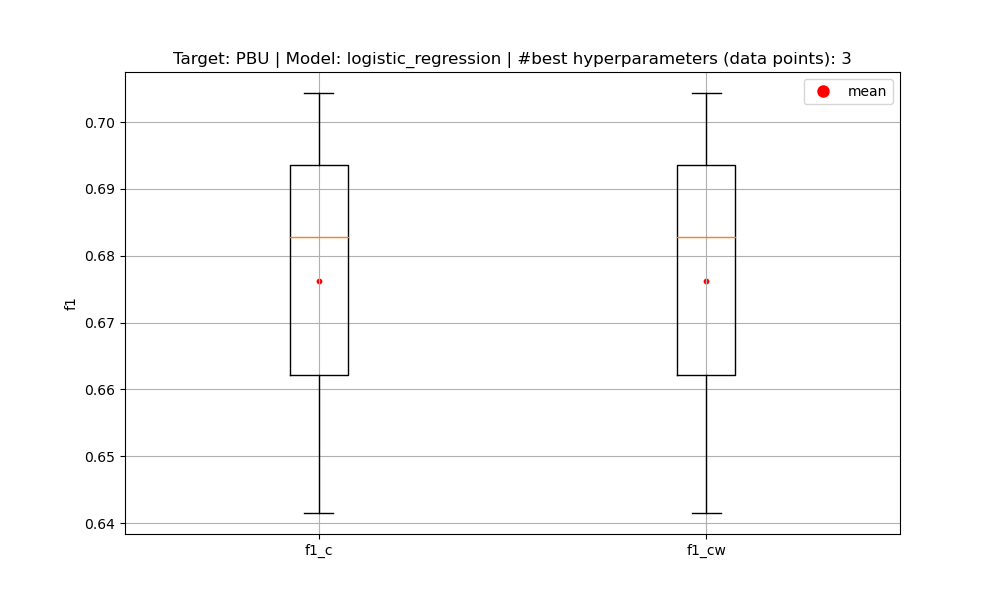 Target: PBU | Model: logistic_regression | #best hyperparameters (data points): 3
mean
0.70
0.69
0.68
0.67
0.66
0.65
0.64
f1
f1_c
f1_cw